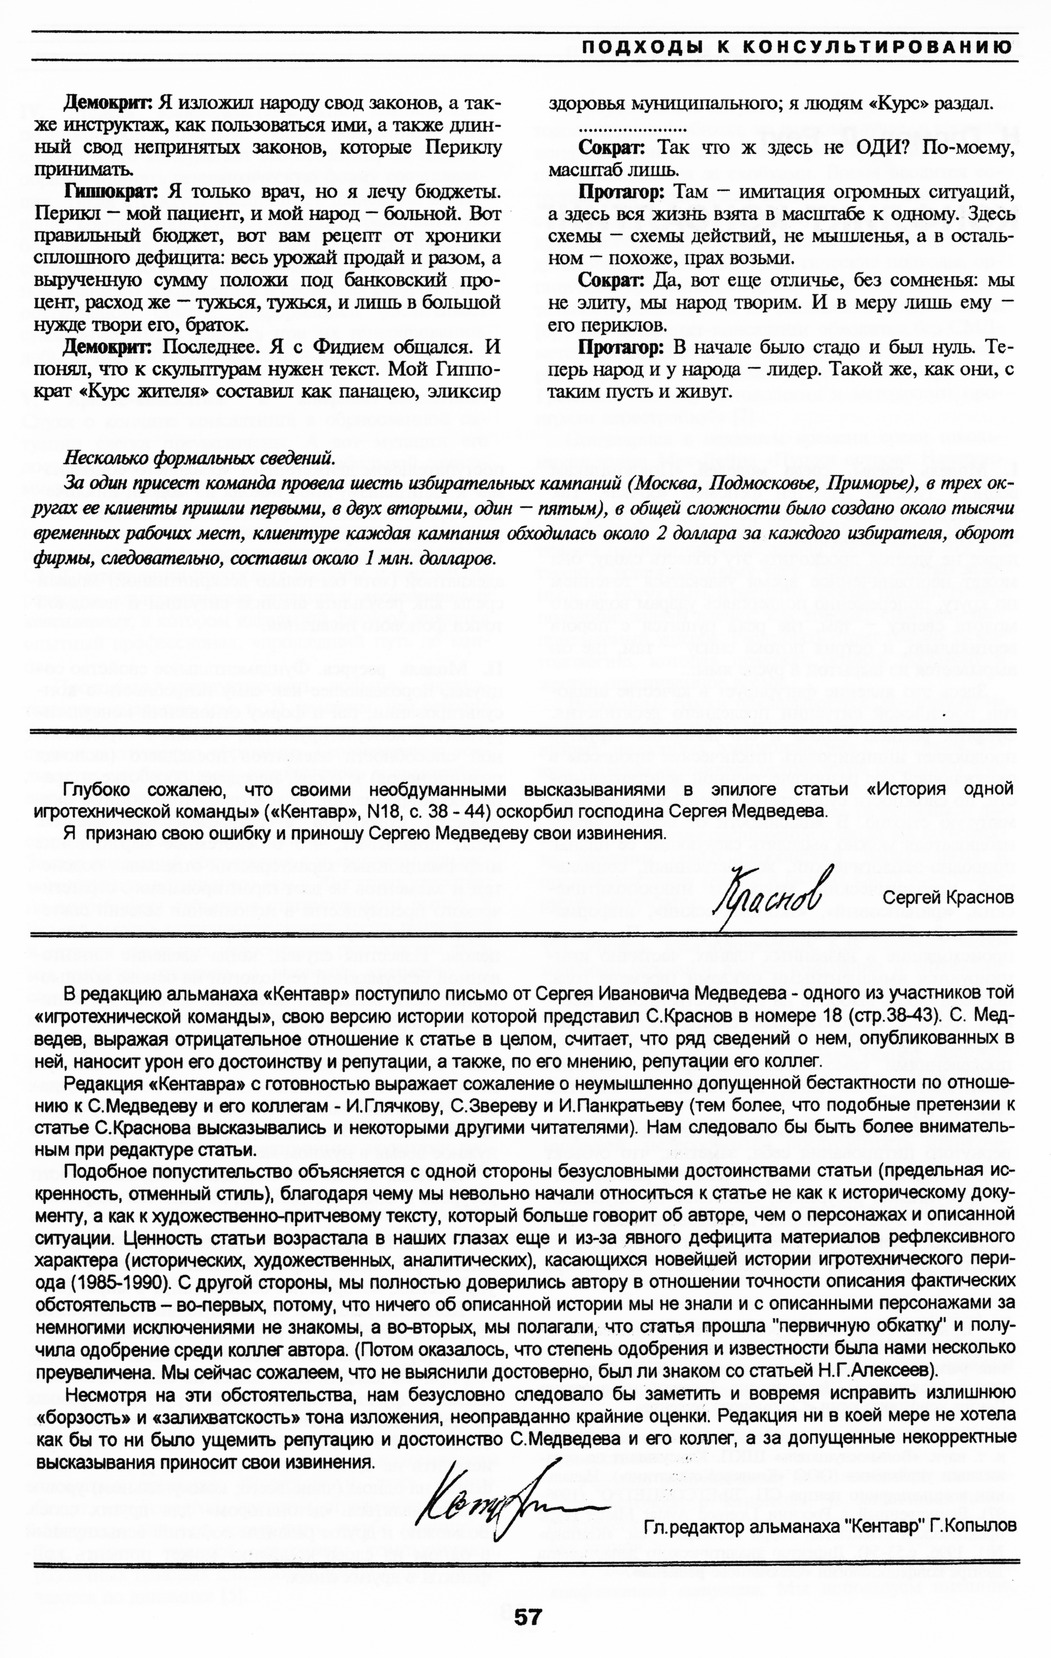 ПОДХОДЫ К КОНСУЛЬТИРОВАНИЮ
Демокрит: Я изложил народу свод законов, а так-
же инструктаж, как пользоваться ими, а также длин-
ный свод непринятых законов, которые Периклу
принимать.
Гиппократ: Я только врач, но я лечу бюджеты.
Перикл — мой пациент, и мой народ — больной. Вот
правильный бюджет, вот вам рецепт от хроники
сплошного дефицита: весь урожай продай и разом, а
вырученную сумму положи под банковский про-
цент, расход же — тужься, тужься, и лишь в большой
нужде твори его, браток.
Демокрит: Последнее. Я с Фидием общался. И
понял, что к скульптурам нужен текст. Мой Гиппо-
крат «Курс жителя» составил как панацею, эликсир
здоровья муниципального; я людям «Курс» раздал.
......................
Сократ: Так что ж здесь не ОДИ? По-моему,
масштаб лишь.
Протагор: Там — имитация огромных ситуаций,
а здесь вся жизнь взята в масштабе к одному. Здесь
схемы — схемы действий, не мышленья, а в осталь-
ном — похоже, прах возьми.
Сократ: Да, вот еще отличье, без сомненья: мы
не элиту, мы народ творим. И в меру лишь ему —
его периклов.
Протагор: В начале было стадо и был нуль. Те-
перь народ и у народа — лидер. Такой же, как они, с
таким пусть и живут.
Несколько формальных сведений.
За один присест команда провела шесть избирательных кампаний (Москва, Подмосковье, Приморье), в трех ок-
ругах ее клиенты пришли первыми, в двух вторыми, один — пятым), в общей сложности было создано около тысячи
временных рабочих мест, клиентуре каждая кампания обходилась около 2 доллара за каждого избирателя, оборот
фирмы, следовательно, составил около 1 млн. долларов.
Глубоко сожалею, что своими необдуманными высказываниями в эпилоге статьи «История одной
игротехнической команды» («Кентавр», N18, с. 38 - 44) оскорбил господина Сергея Медведева.
Я признаю свою ошибку и приношу Сергею Медведеву свои извинения.
Краснов
Сергей Краснов
В редакцию альманаха «Кентавр» поступило письмо от Сергея Ивановича Медведева - одного из участников той
«игротехнической команды», свою версию истории которой представил С.Краснов в номере 18 (стр.38-43). С. Мед-
ведев, выражая отрицательное отношение к статье в целом, считает, что ряд сведений о нем, опубликованных в
ней, наносит урон его достоинству и репутации, а также, по его мнению, репутации его коллег.
Редакция «Кентавра» с готовностью выражает сожаление о неумышленно допущенной бестактности по отноше-
нию к С.Медведеву и его коллегам - И.Глячкову, С.Звереву и И.Панкратьеву (тем более, что подобные претензии к
статье С.Краснова высказывались и некоторыми другими читателями). Нам следовало бы быть более вниматель-
ным при редактуре статьи.
Подобное попустительство объясняется с одной стороны безусловными достоинствами статьи (предельная ис-
кренность, отменный стиль), благодаря чему мы невольно начали относиться к статье не как к историческому доку-
менту, а как к художественно-притчевому тексту, который больше говорит об авторе, чем о персонажах и описанной
ситуации. Ценность статьи возрастала в наших глазах еще и из-за явного дефицита материалов рефлексивного
характера (исторических, художественных, аналитических), касающихся новейшей истории игротехнического пери-
ода (1985-1990). С другой стороны, мы полностью доверились автору в отношении точности описания фактических
обстоятельств – во-первых, потому, что ничего об описанной истории мы не знали и с описанными персонажами за
немногими исключениями не знакомы, а во-вторых, мы полагали, что статья прошла "первичную обкатку" и полу-
чила одобрение среди коллег автора. (Потом оказалось, что степень одобрения и известности была нами несколько
преувеличена. Мы сейчас сожалеем, что не выяснили достоверно, был ли знаком со статьей Н.Г.Алексеев).
Несмотря на эти обстоятельства, нам безусловно следовало бы заметить и вовремя исправить излишнюю
«борзость» и «залихватскость» тона изложения, неоправданно крайние оценки. Редакция ни в коей мере не хотела
как бы то ни было ущемить репутацию и достоинство С.Медведева и его коллег, а за допущенные некорректные
высказывания приносит свои извинения.
Гл.редактор альманаха "Кентавр" Г.Копылов
57